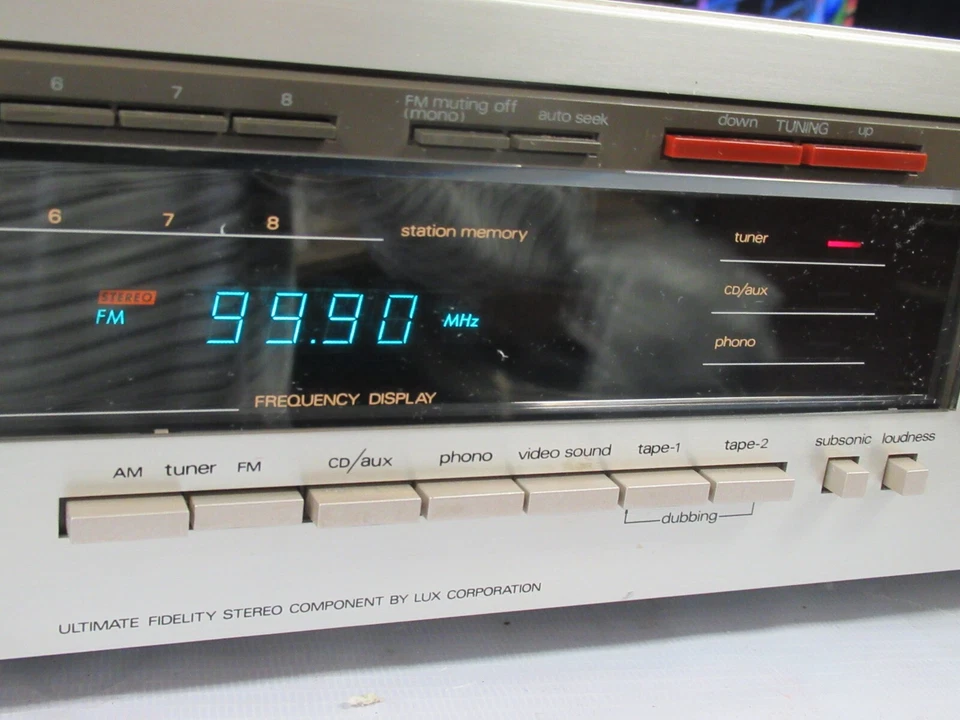 6 7 8
FM muting off
(mono)
auto seek
down TUNING up
6 7 8
station memory
tuner
CD/aux
phono
STEREO
FM
99.90 MHz
FREQUENCY DISPLAY
AM tuner FM
CD/aux
phono
video sound
tape-1
tape-2
subsonic
loudness
dubbing
ULTIMATE FIDELITY STEREO COMPONENT BY LUX CORPORATION